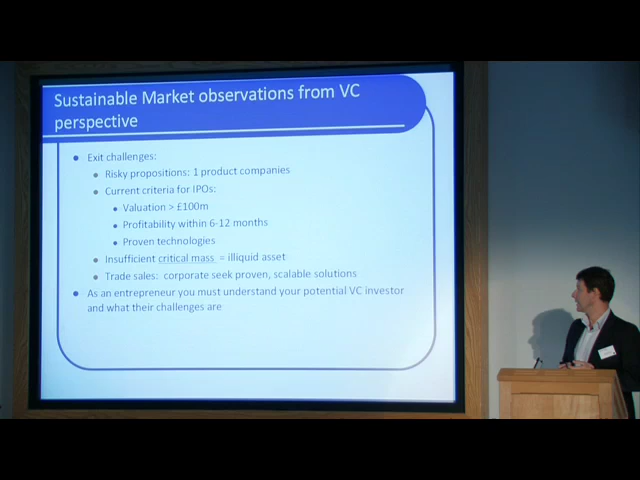 Sustainable Market observations from VC
perspective
Exit challenges:
Risky propositions: 1 product companies
Current criteria for IPOs:
Valuation > £100m
Profitability within 6-12 months
Proven technologies
Insufficient critical mass = illiquid asset
Trade sales: corporate seek proven, scalable solutions
As an entrepreneur you must understand your potential VC investor
and what their challenges are